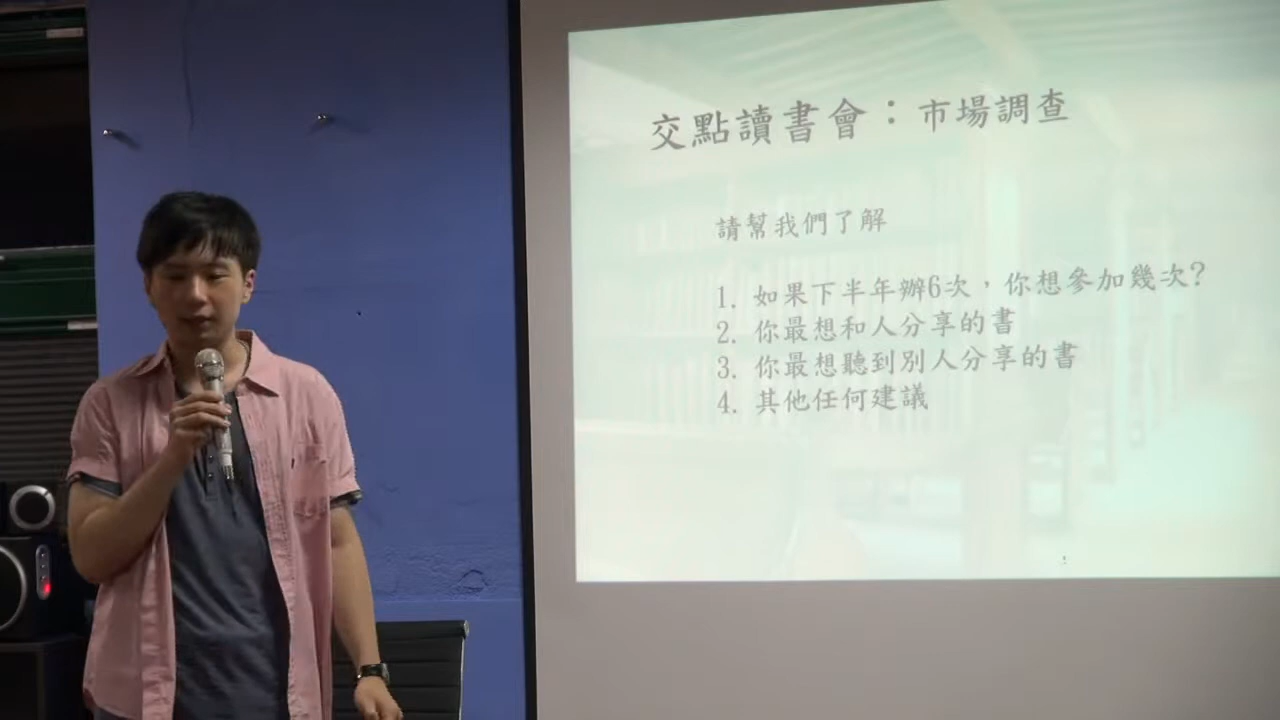 交點讀書會：市場調查
請幫我們了解
1. 如果下半年辦6次，你想參加幾次?
2. 你最想和人分享的書
3. 你最想聽到別人分享的書
4. 其他任何建議